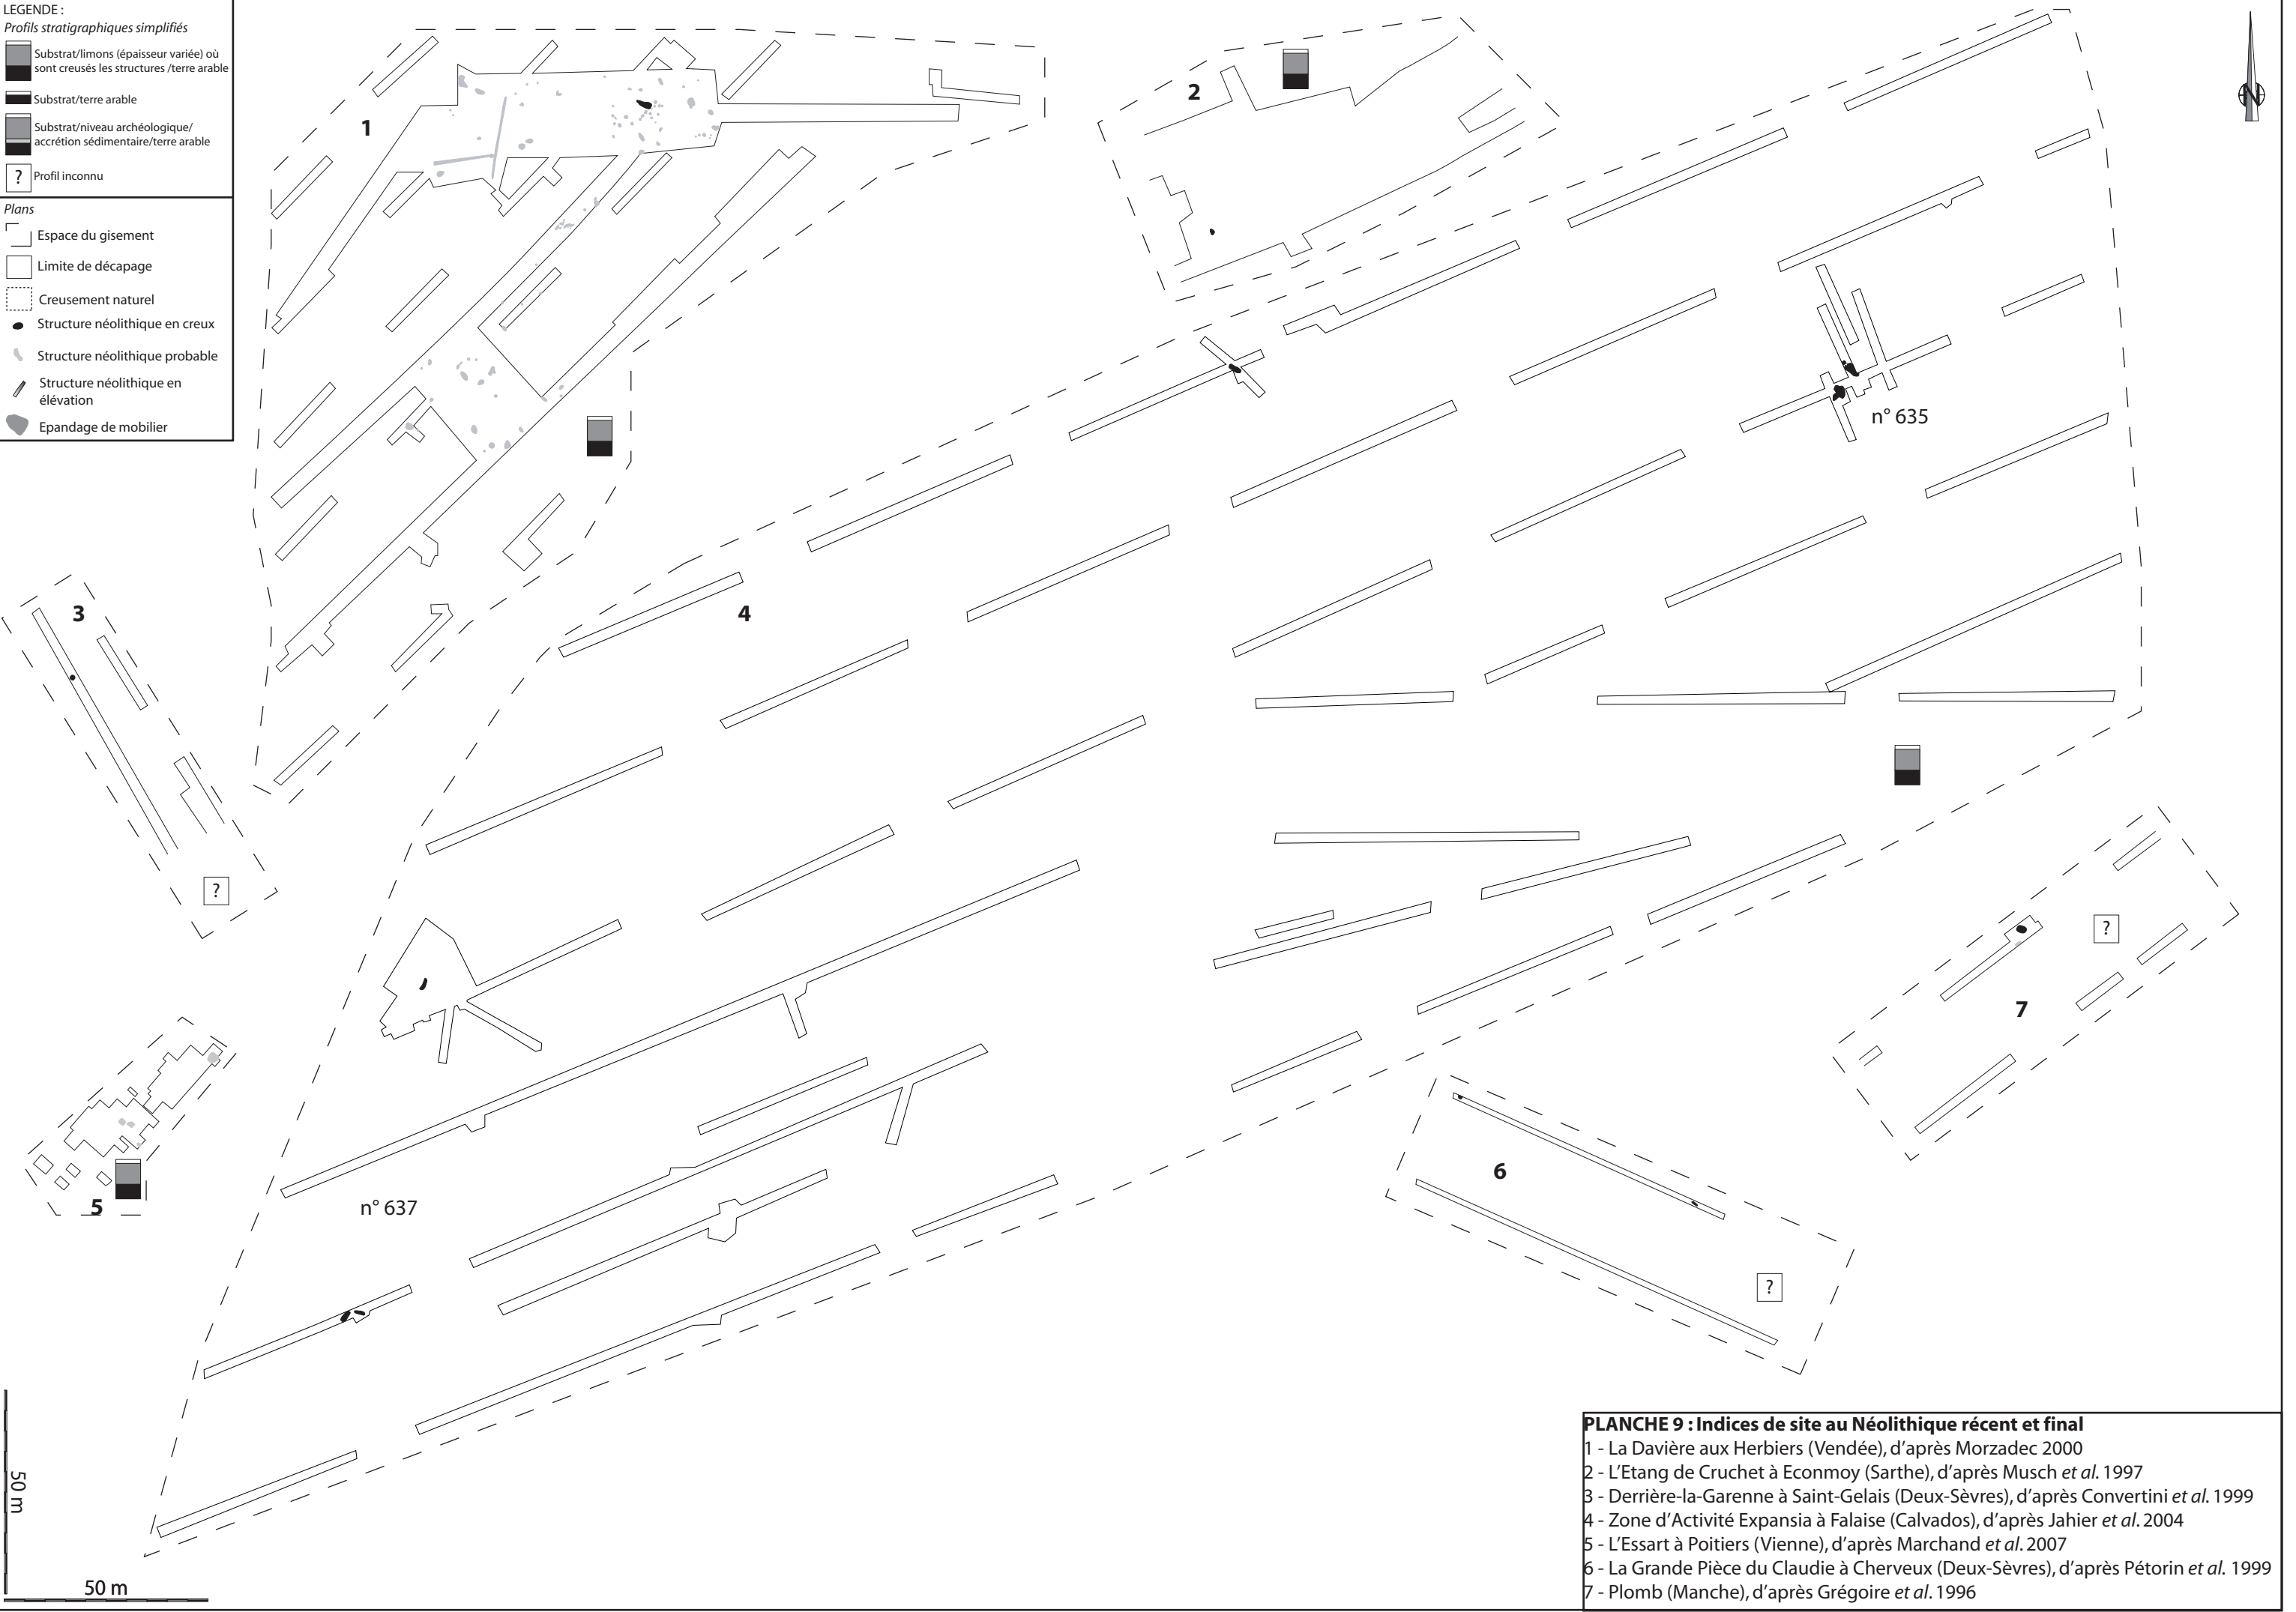 LEGENDE :
Profils stratigraphiques simplifiés
Substrat/limons (épaisseur variée) où
sont creusés les structures /terre arable
Substrat/terre arable
Substrat/niveau archéologique/
accrétion sédimentaire/terre arable
? Profil inconnu
Plans
Espace du gisement
Limite de décapage
Creusement naturel
Structure néolithique en creux
Structure néolithique probable
Structure néolithique en
élévation
Epandage de mobilier
1
2
N
n° 635
3
4
?
?
7
5
n° 637
6
?
50 m
50 m
PLANCHE 9 : Indices de site au Néolithique récent et final
1 - La Davière aux Herbiers (Vendée), d'après Morzadec 2000
2 - L'Etang de Cruchet à Econmoy (Sarthe), d'après Musch et al. 1997
3 - Derrière-la-Garenne à Saint-Gelais (Deux-Sèvres), d'après Convertini et al. 1999
4 - Zone d'Activité Expansia à Falaise (Calvados), d'après Jahier et al. 2004
5 - L'Essart à Poitiers (Vienne), d'après Marchand et al. 2007
6 - La Grande Pièce du Claudie à Cherveux (Deux-Sèvres), d'après Pétorin et al. 1999
7 - Plomb (Manche), d'après Grégoire et al. 1996